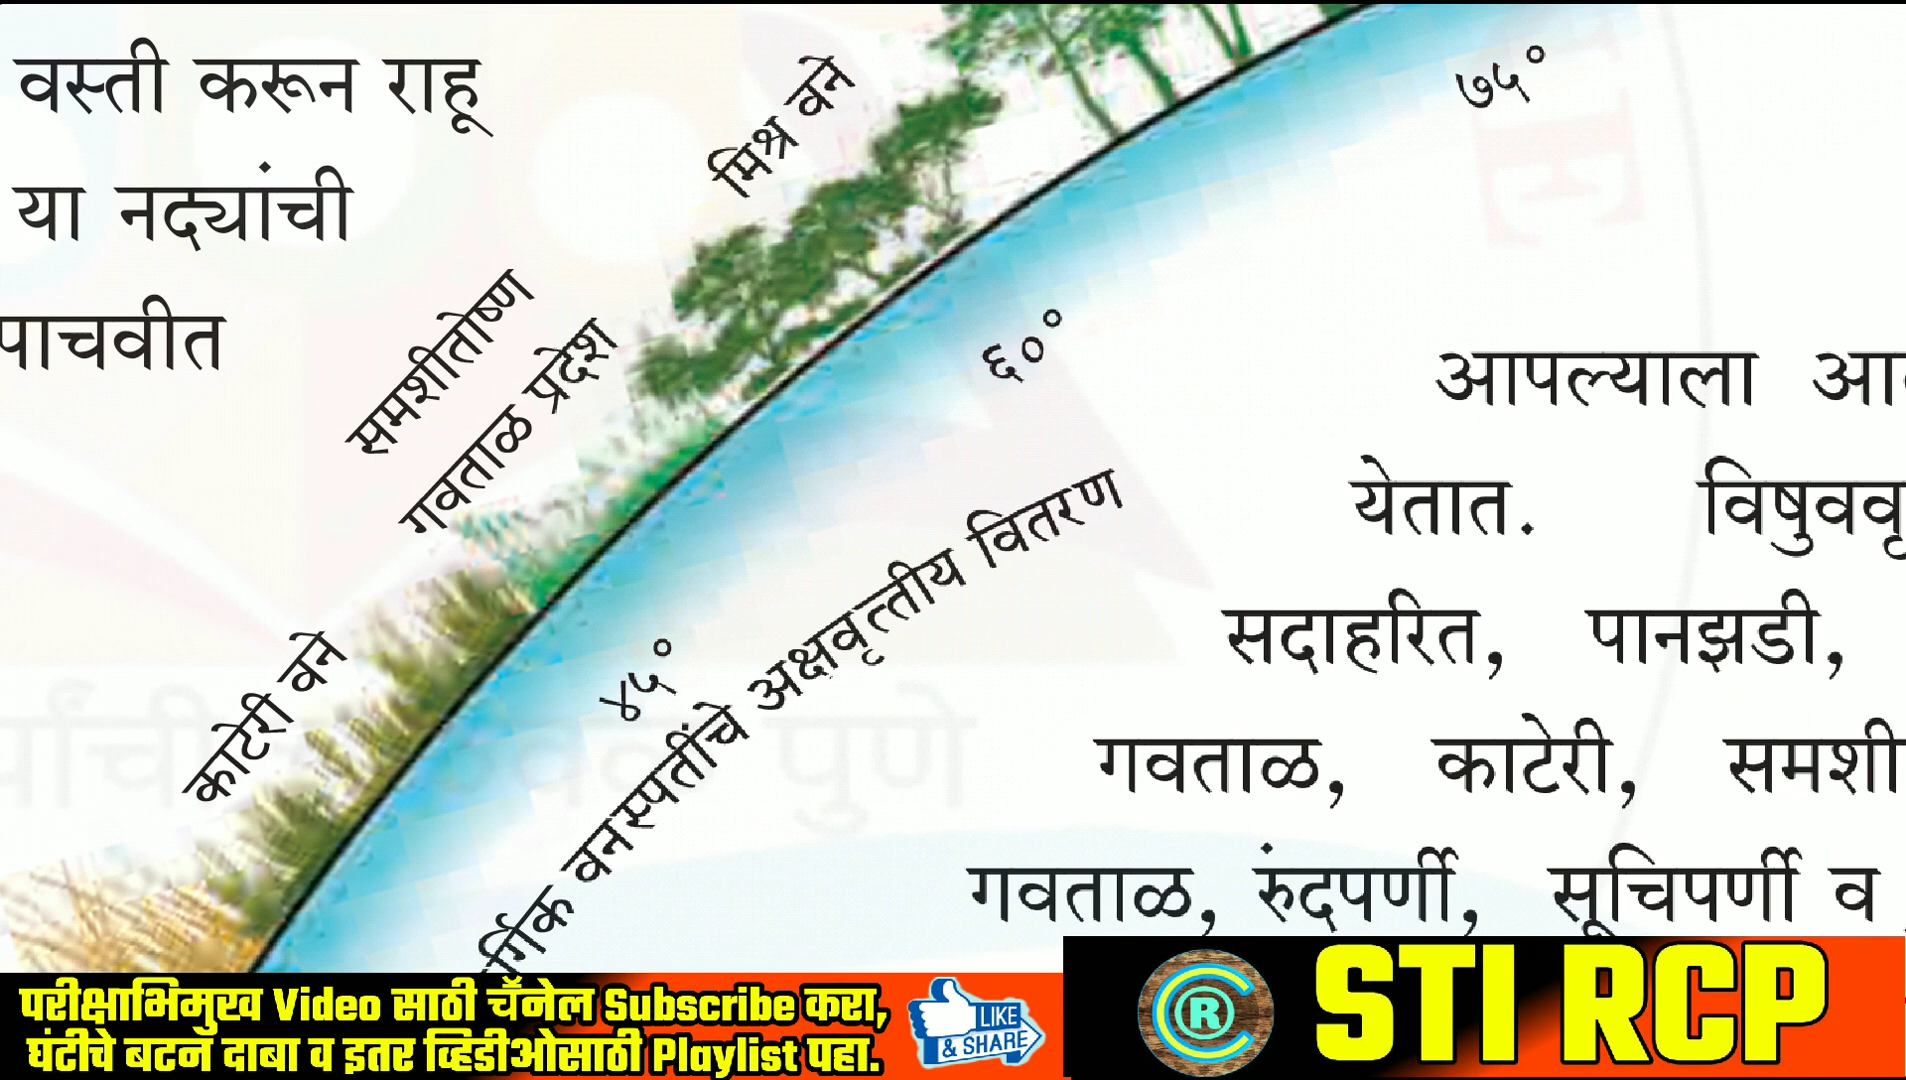 वस्ती करून राहू
या नद्यांची
पाचवीत
मिश्र वने
समशीतोष्ण
गवताळ प्रदेश
काटेरी वने
७५°
६०°
४५°
वनस्पतींचे अक्षवृत्तीय वितरण
आपल्याला
येतात.
सदाहरित, पानझडी,
गवताळ, काटेरी,
गवताळ, रुंदपर्णी, सूचिपर्णी व
पुणे
परीक्षाभिमुख Video साठी चॅनेल Subscribe करा,
घंटीचे बटन दाबा व इतर व्हिडीओसाठी Playlist पहा.
LIKE
& SHARE
R
STI RCP